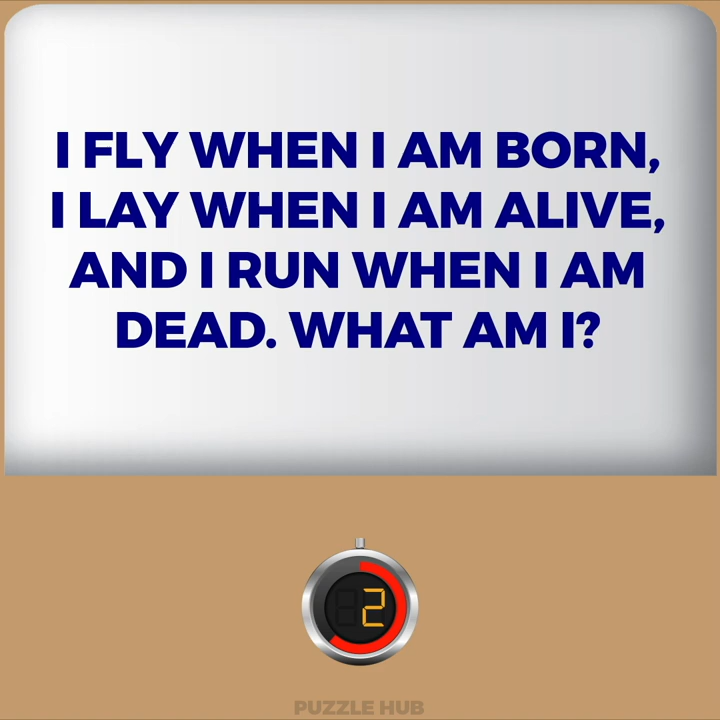 I FLY WHEN I AM BORN,
I LAY WHEN I AM ALIVE,
AND I RUN WHEN I AM
DEAD. WHAT AM I?
2
PUZZLE HUB